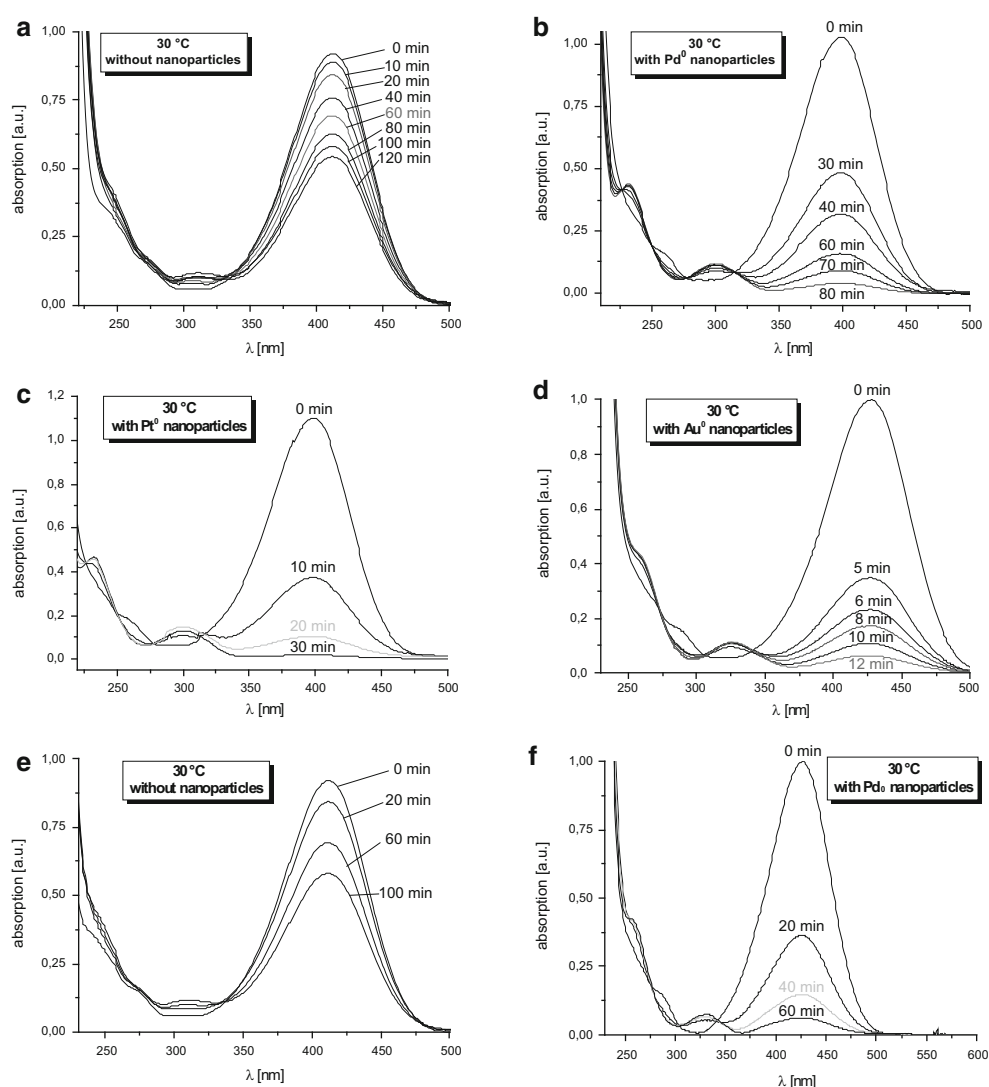 a
1,00
0,75
0,50
0,25
0,00
absorption [a.u.]
30 °C
without nanoparticles
0 min
10 min
20 min
40 min
60 min
80 min
100 min
120 min
250 300 350 400 450 500
λ [nm]
b
1,00
0,75
0,50
0,25
0,00
absorption [a.u.]
30 °C
with Pd⁰ nanoparticles
0 min
30 min
40 min
60 min
70 min
80 min
250 300 350 400 450 500
λ [nm]
c
1,2
1,0
0,8
0,6
0,4
0,2
0,0
absorption [a.u.]
30 °C
with Pt⁰ nanoparticles
0 min
10 min
20 min
30 min
250 300 350 400 450 500
λ [nm]
d
1,0
0,8
0,6
0,4
0,2
0,0
absorption [a.u.]
30 °C
with Au⁰ nanoparticles
0 min
5 min
6 min
8 min
10 min
12 min
250 300 350 400 450 500
λ [nm]
e
1,00
0,75
0,50
0,25
0,00
absorption [a.u.]
30 °C
without nanoparticles
0 min
20 min
60 min
100 min
250 300 350 400 450 500
λ [nm]
f
1,00
0,75
0,50
0,25
0,00
absorption [a.u.]
30 °C
with Pd₀ nanoparticles
0 min
20 min
40 min
60 min
250 300 350 400 450 500 550 600
λ [nm]